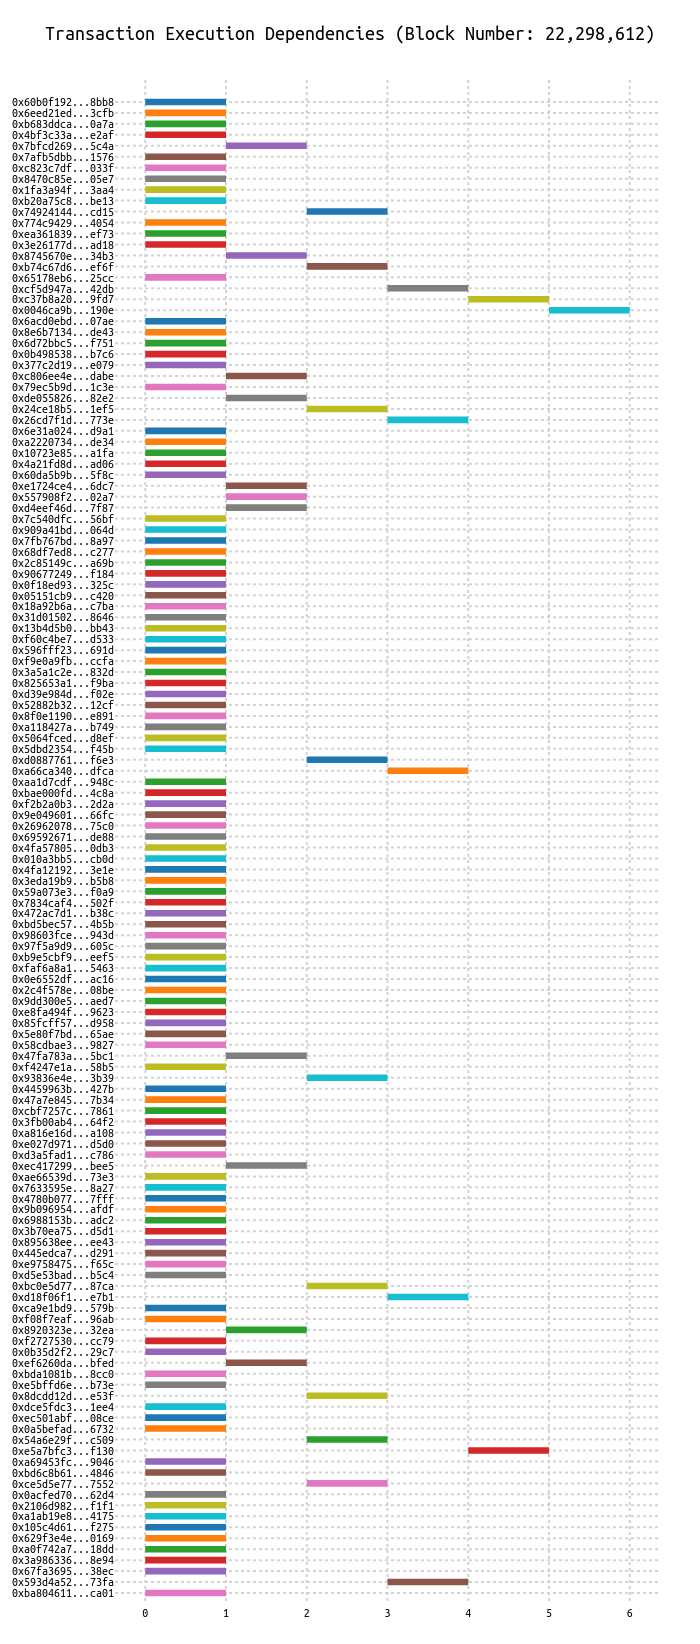 Transaction Execution Dependencies (Block Number: 22,298,612)
0x60b0f192...8bb8
0x6eed21ed...3cfb
0xb683ddca...0a7a
0x4bf3c33a...e2af
0x7bfcd269...5c4a
0x7afb5dbb...1576
0xc823c7df...033f
0x8470c85e...05e7
0x1fa3a94f...3aa4
0xb20a75c8...be13
0x74924144...cd15
0x774c9429...4054
0xea361839...ef73
0x3e26177d...ad18
0x8745670e...34b3
0xb74c67d6...ef6f
0x65178eb6...25cc
0xcf5d947a...42db
0xc37b8a20...9fd7
0x0046ca9b...190e
0x6acd0ebd...07ae
0x8e6b7134...de43
0x6d72bbc5...f751
0x0b498538...b7c6
0x377c2d19...e079
0xc806ee4e...dabe
0x79ec5b9d...1c3e
0xde055826...82e2
0x24ce18b5...1ef5
0x26cd7f1d...773e
0x6e31a024...d9a1
0xa2220734...de34
0x10723e85...a1fa
0x4a21fd8d...ad06
0x60da5b9b...5f8c
0xe1724ce4...6dc7
0x557908f2...02a7
0xd4eef46d...7f87
0x7c540dfc...56bf
0x909a41bd...064d
0x7fb767bd...8a97
0x68df7ed8...c277
0x2c85149c...a69b
0x90677249...f184
0x0f18ed93...325c
0x05151cb9...c420
0x18a92b6a...c7ba
0x31d01502...8646
0x13b4d5b0...bb43
0xf60c4be7...d533
0x596fff23...691d
0xf9e0a9fb...ccfa
0x3a5a1c2e...832d
0x825653a1...f9ba
0xd39e984d...f02e
0x52882b32...12cf
0x8f0e1190...e891
0xa118427a...b749
0x5064fced...d8ef
0x5dbd2354...f45b
0xd0887761...f6e3
0xa66ca340...dfca
0xaa1d7cdf...948c
0xbae000fd...4c8a
0xf2b2a0b3...2d2a
0x9e049601...66fc
0x26962078...75c0
0x69592671...de88
0x4fa57805...0db3
0x010a3bb5...cb0d
0x4fa12192...3e1e
0x3eda19b9...b5b8
0x59a073e3...f0a9
0x7834caf4...502f
0x472ac7d1...b38c
0xbd5bec57...4b5b
0x98603fce...943d
0x97f5a9d9...605c
0xb9e5cbf9...eef5
0xfaf6a8a1...5463
0x0e6552df...ac16
0x2c4f578e...08be
0x9dd300e5...aed7
0xe8fa494f...9623
0x85fcff57...d958
0x5e80f7bd...65ae
0x58cdbae3...9827
0x47fa783a...5bc1
0xf4247e1a...58b5
0x93836e4e...3b39
0x4459963b...427b
0x47a7e845...7b34
0xcbf7257c...7861
0x3fb00ab4...64f2
0xa816e16d...a108
0xe027d971...d5d0
0xd3a5fad1...c786
0xec417299...bee5
0xae66539d...73e3
0x7633595e...8a27
0x4780b077...7fff
0x9b096954...afdf
0x6988153b...adc2
0x3b70ea75...d5d1
0x895638ee...ee43
0x445edca7...d291
0xe9758475...f65c
0xd5e53bad...b5c4
0xbc0e5d77...87ca
0xd18f06f1...e7b1
0xca9e1bd9...579b
0xf08f7eaf...96ab
0x8920323e...32ea
0xf2727530...cc79
0x0b35d2f2...29c7
0xef6260da...bfed
0xbda1081b...8cc0
0xe5bffd6e...b73e
0x8dcdd12d...e53f
0xdce5fdc3...1ee4
0xec501abf...08ce
0x0a5befad...6732
0x54a6e29f...c509
0xe5a7bfc3...f130
0xa69453fc...9046
0xbd6c8b61...4846
0xce5d5e77...7552
0x0acfed70...62d4
0x2106d982...f1f1
0xa1ab19e8...4175
0x105c4d61...f275
0x629f3e4e...0169
0xa0f742a7...18dd
0x3a986336...8e94
0x67fa3695...38ec
0x593d4a52...73fa
0xba804611...ca01
0 1 2 3 4 5 6